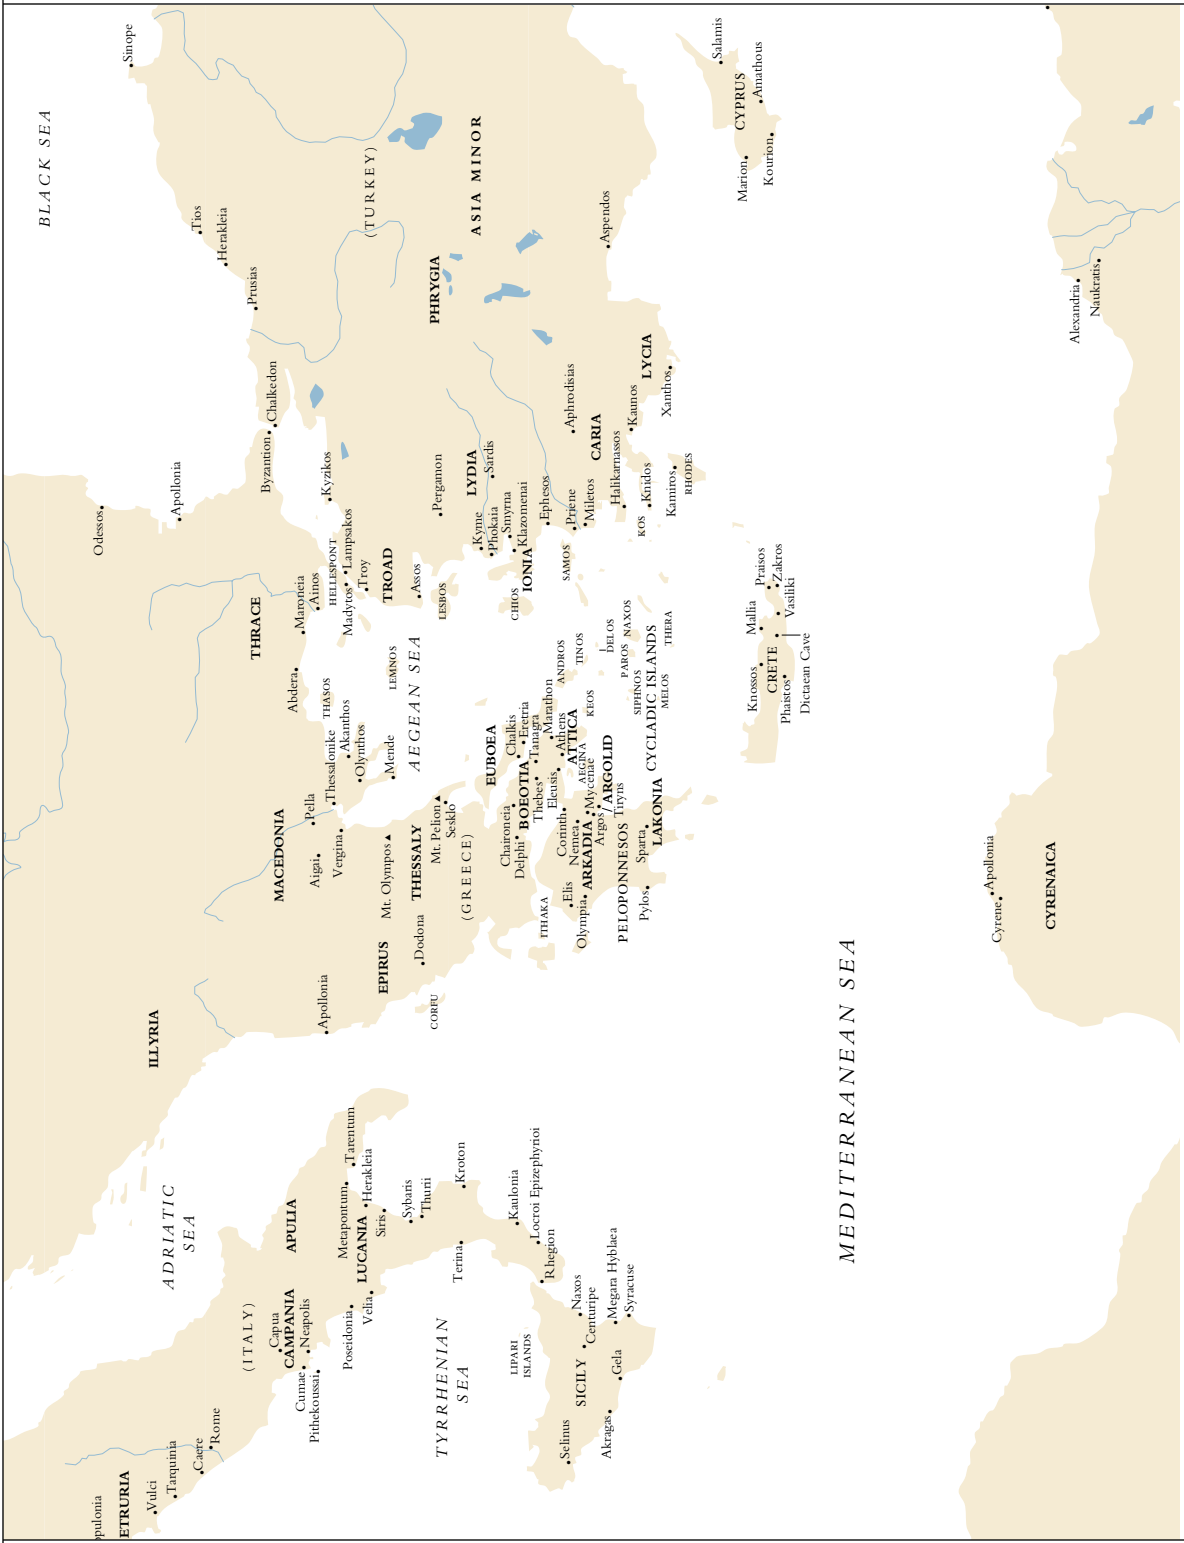 BLACK SEA
Sinope
Tios
Herakleia
Prusias
Chalkedon
Byzantion
Apollonia
Odessos
(TURKEY)
ASIA MINOR
PHRYGIA
Aspendos
Salamis
CYPRUS
Amathous
Marion
Kourion
LYCIA
Xanthos
Kaunos
Aphrodisias
CARIA
Halikarnassos
Knidos
Kamiros
RHODES
KOS
LYDIA
Sardis
Pergamon
Kyzikos
Kyme
Phokaia
Smyrna
Klazomenai
Ephesos
Priene
Miletos
IONIA
SAMOS
CHIOS
LESBOS
Assos
TROAD
Troy
Lampsakos
HELLESPONT
Madytos
Ainos
Maroneia
THRACE
Abdera
THASOS
LEMNOS
AEGEAN SEA
Akanthos
Thessalonike
Olynthos
Mende
Pella
MACEDONIA
Aigai
Vergina
Mt. Olympos
THESSALY
Mt. Pelion
Sesklo
(GREECE)
EPIRUS
Dodona
CORFU
Apollonia
ILLYRIA
EUBOEA
Chalkis
Eretria
Tanagra
Marathon
Athens
ATTICA
BOEOTIA
Thebes
Eleusis
Chaironeia
Delphi
AEGINA
Mycenae
ARGOLID
Tiryns
Corinth
Nemea
Argos
ARKADIA
Elis
Olympia
ITHAKA
PELOPONNESOS
Sparta
LAKONIA
Pylos
ANDROS
TINOS
KEOS
DELOS
NAXOS
PAROS
SIPHNOS
MELOS
THERA
CYCLADIC ISLANDS
Praisos
Zakros
Mallia
Vasiliki
Knossos
CRETE
Phaistos
Dictaean Cave
Alexandria
Naukratis
Apollonia
Cyrene
CYRENAICA
MEDITERRANEAN SEA
ADRIATIC
SEA
(ITALY)
APULIA
Tarentum
Metapontum
Herakleia
LUCANIA
Siris
Sybaris
Thurii
Kroton
Terina
Kaulonia
Locroi Epizephyrioi
Rhegion
Capua
CAMPANIA
Neapolis
Cumae
Pithekoussai
Poseidonia
Velia
TYRRHENIAN
SEA
LIPARI
ISLANDS
Naxos
Centuripe
Megara Hyblaea
Syracuse
SICILY
Gela
Akragas
Selinus
Rome
Caere
Tarquinia
Vulci
ETRURIA
opulonia